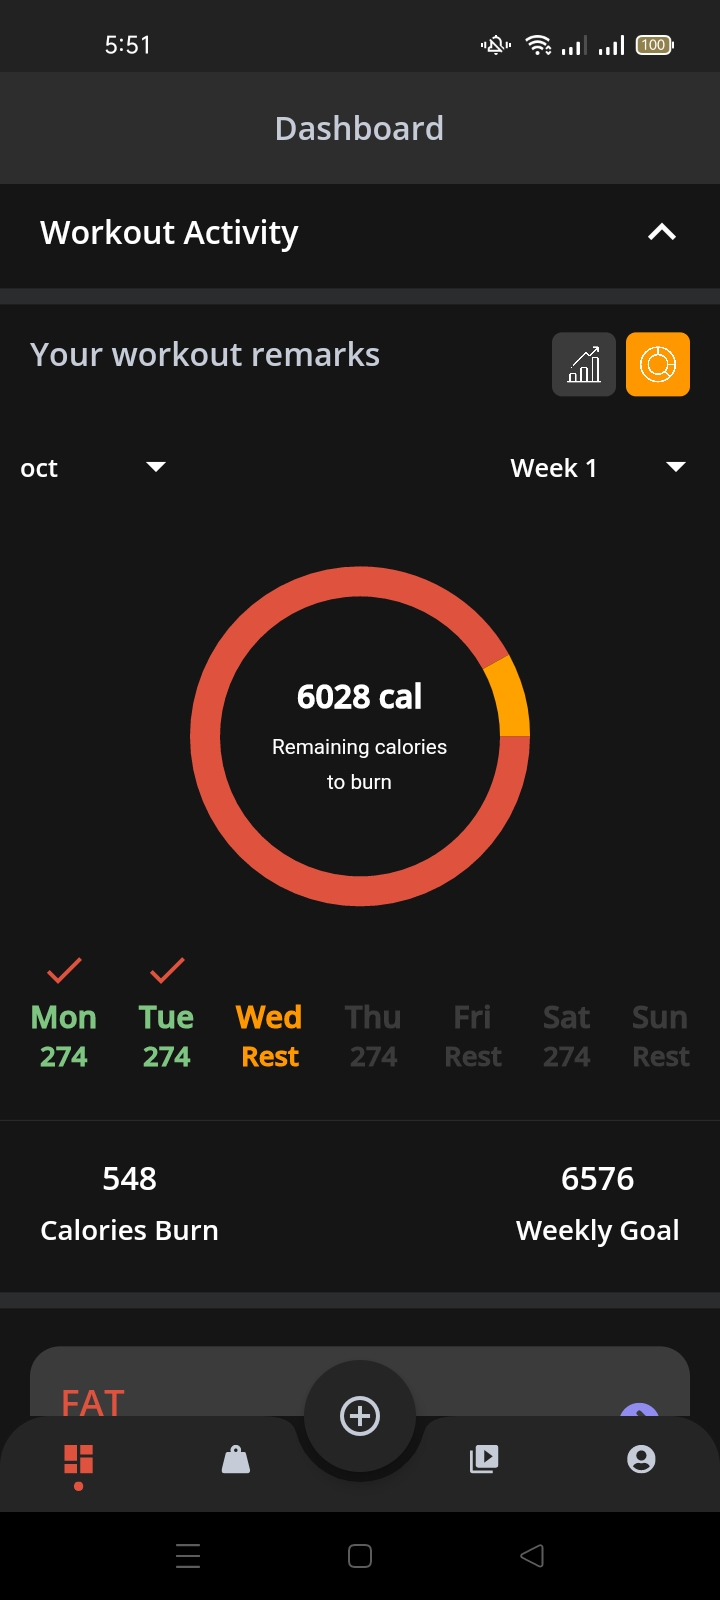 5:51
100
Dashboard
Workout Activity
Your workout remarks
oct Week 1
6028 cal
Remaining calories
to burn
Mon Tue Wed Thu Fri Sat Sun
274 274 Rest 274 Rest 274 Rest
548 6576
Calories Burn Weekly Goal
FAT